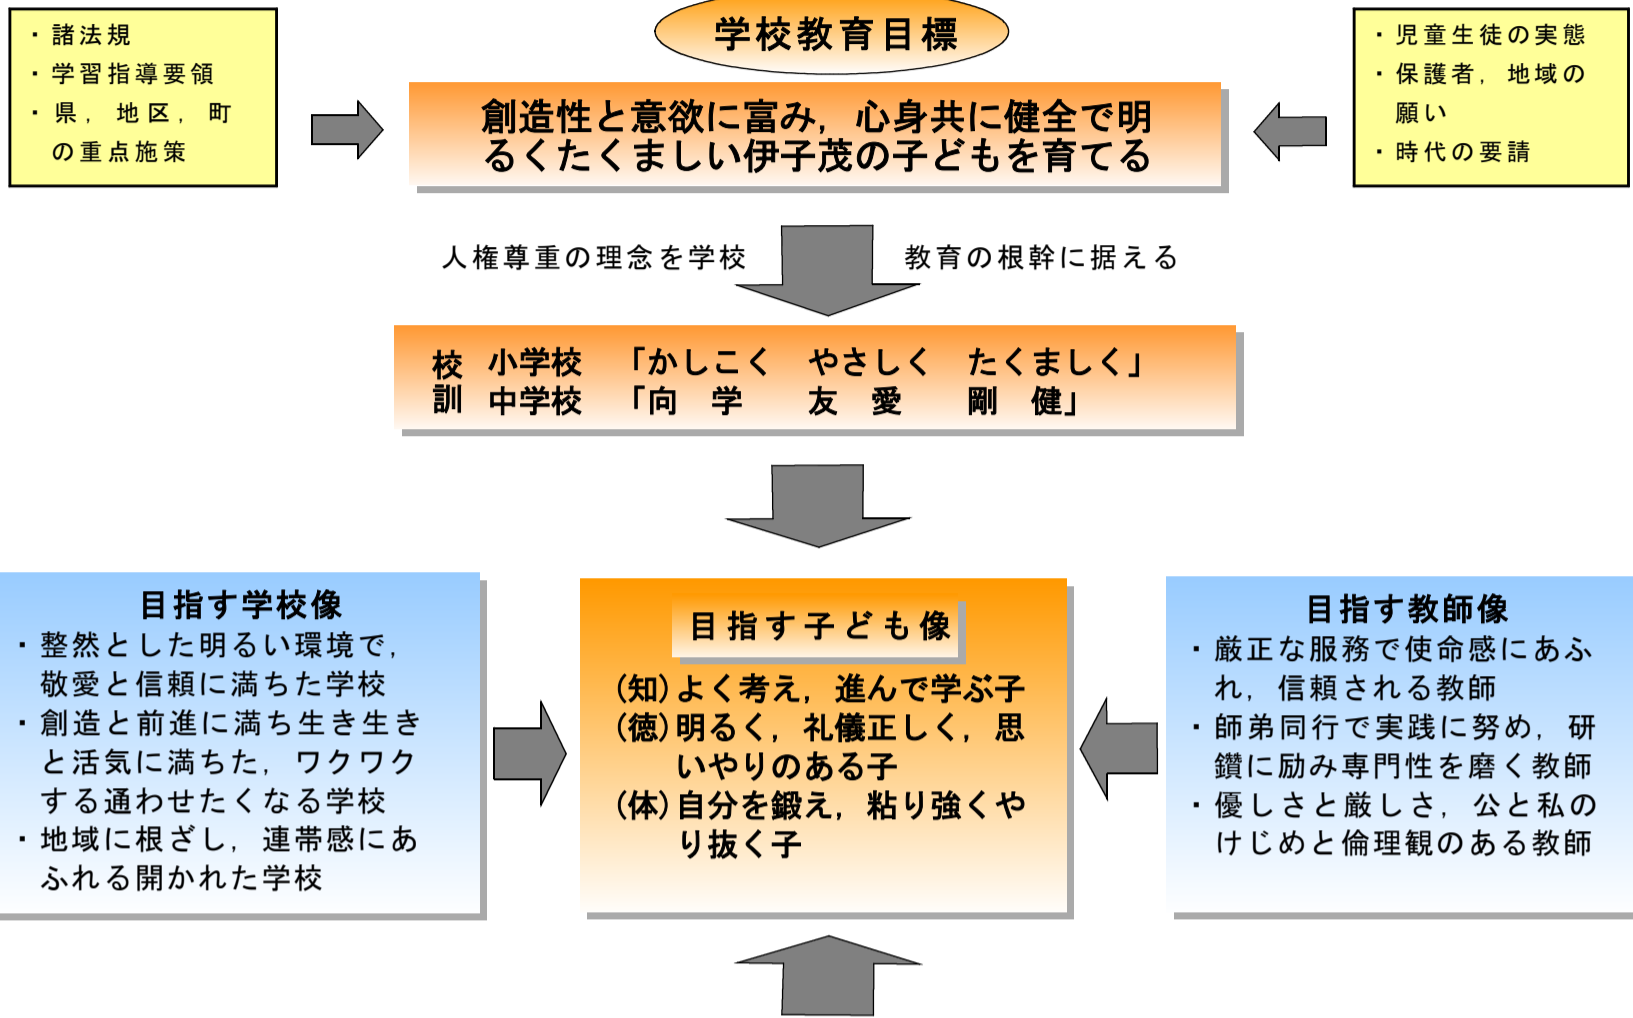 学校教育目標
・諸法規
・学習指導要領
・県，地区，町
の重点施策
創造性と意欲に富み，心身共に健全で明
るくたくましい伊子茂の子どもを育てる
・児童生徒の実態
・保護者，地域の
願い
・時代の要請
人権尊重の理念を学校　教育の根幹に据える
校訓
小学校　「かしこく　やさしく　たくましく」
中学校　「向　学　　友　愛　　剛　健」
目指す学校像
・整然とした明るい環境で，
敬愛と信頼に満ちた学校
・創造と前進に満ち生き生き
と活気に満ちた，ワクワク
する通わせたくなる学校
・地域に根ざし，連帯感にあ
ふれる開かれた学校
目指す子ども像
(知)よく考え，進んで学ぶ子
(徳)明るく，礼儀正しく，思
いやりのある子
(体)自分を鍛え，粘り強くや
り抜く子
目指す教師像
・厳正な服務で使命感にあふ
れ，信頼される教師
・師弟同行で実践に努め，研
鑽に励み専門性を磨く教師
・優しさと厳しさ，公と私の
けじめと倫理観のある教師